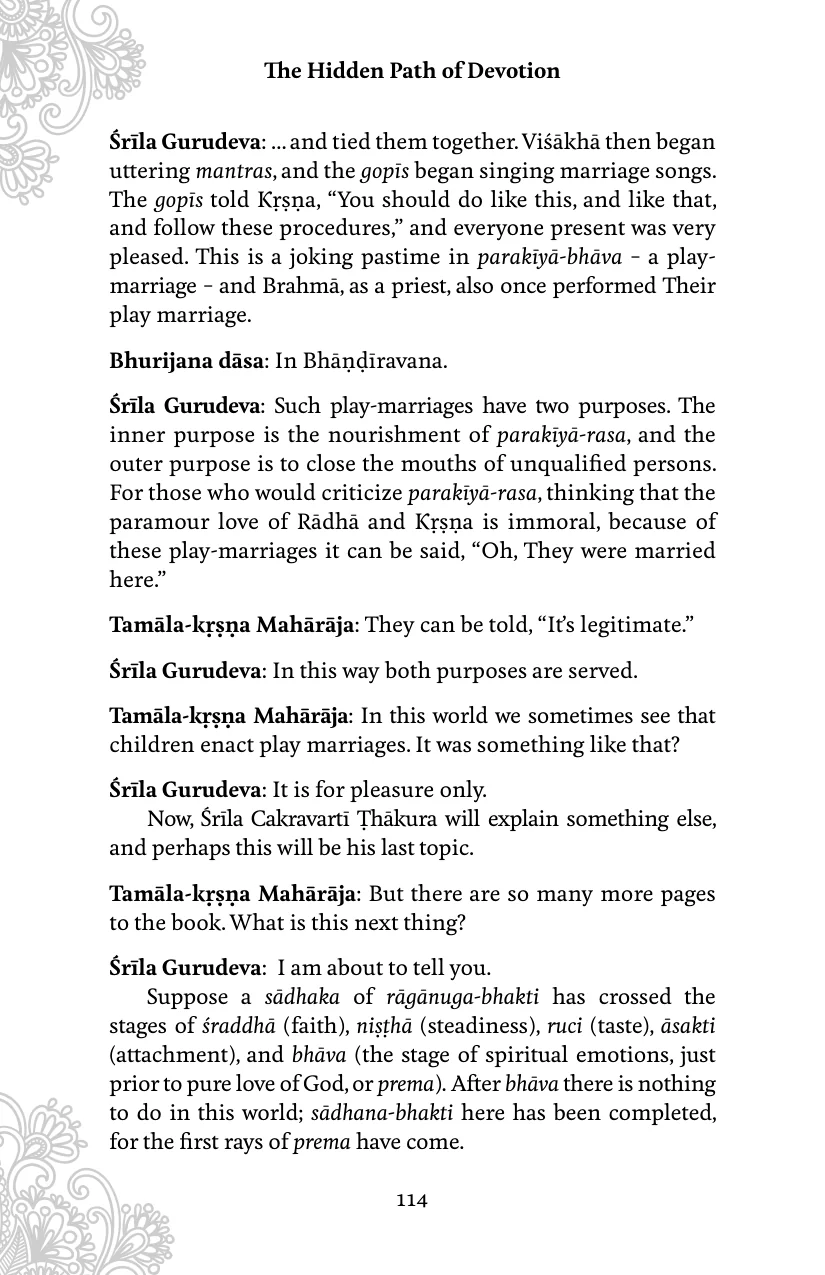 The Hidden Path of Devotion
Śrīla Gurudeva: ... and tied them together. Viśākhā then began
uttering mantras, and the gopīs began singing marriage songs.
The gopīs told Kṛṣṇa, “You should do like this, and like that,
and follow these procedures,” and everyone present was very
pleased. This is a joking pastime in parakīyā-bhāva – a play-
marriage – and Brahmā, as a priest, also once performed Their
play marriage.
Bhurijana dāsa: In Bhāṇḍīravana.
Śrīla Gurudeva: Such play-marriages have two purposes. The
inner purpose is the nourishment of parakīyā-rasa, and the
outer purpose is to close the mouths of unqualified persons.
For those who would criticize parakīyā-rasa, thinking that the
paramour love of Rādhā and Kṛṣṇa is immoral, because of
these play-marriages it can be said, “Oh, They were married
here.”
Tamāla-kṛṣṇa Mahārāja: They can be told, “It’s legitimate.”
Śrīla Gurudeva: In this way both purposes are served.
Tamāla-kṛṣṇa Mahārāja: In this world we sometimes see that
children enact play marriages. It was something like that?
Śrīla Gurudeva: It is for pleasure only.
Now, Śrīla Cakravartī Ṭhākura will explain something else,
and perhaps this will be his last topic.
Tamāla-kṛṣṇa Mahārāja: But there are so many more pages
to the book. What is this next thing?
Śrīla Gurudeva: I am about to tell you.
Suppose a sādhaka of rāgānuga-bhakti has crossed the
stages of śraddhā (faith), niṣṭhā (steadiness), ruci (taste), āsakti
(attachment), and bhāva (the stage of spiritual emotions, just
prior to pure love of God, or prema). After bhāva there is nothing
to do in this world; sādhana-bhakti here has been completed,
for the first rays of prema have come.
114